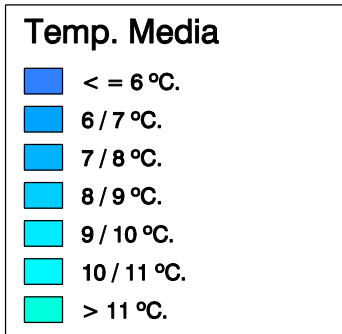 Temp. Media
< = 6 ºC.
6 / 7 ºC.
7 / 8 ºC.
8 / 9 ºC.
9 / 10 ºC.
10 / 11 ºC.
> 11 ºC.